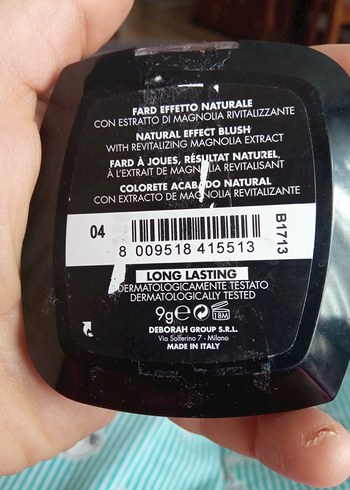 FARD EFFETTO NATURALE
CON ESTRATTO DI MAGNOLIA RIVITALIZZANTE
NATURAL EFFECT BLUSH
WITH REVITALIZING MAGNOLIA EXTRACT
FARD À JOUES, RÉSULTAT NATUREL,
À L'EXTRAIT DE MAGNOLIA REVITALISANT
COLORETE ACABADO NATURAL
CON EXTRACTO DE MAGNOLIA REVITALIZANTE
04
8 009518 415513
B1713
LONG LASTING
DERMATOLOGICAMENTE TESTATO
DERMATOLOGICALLY TESTED
9g e 18M
DEBORAH GROUP S.R.L.
Via Solferino 7 - Milano
MADE IN ITALY